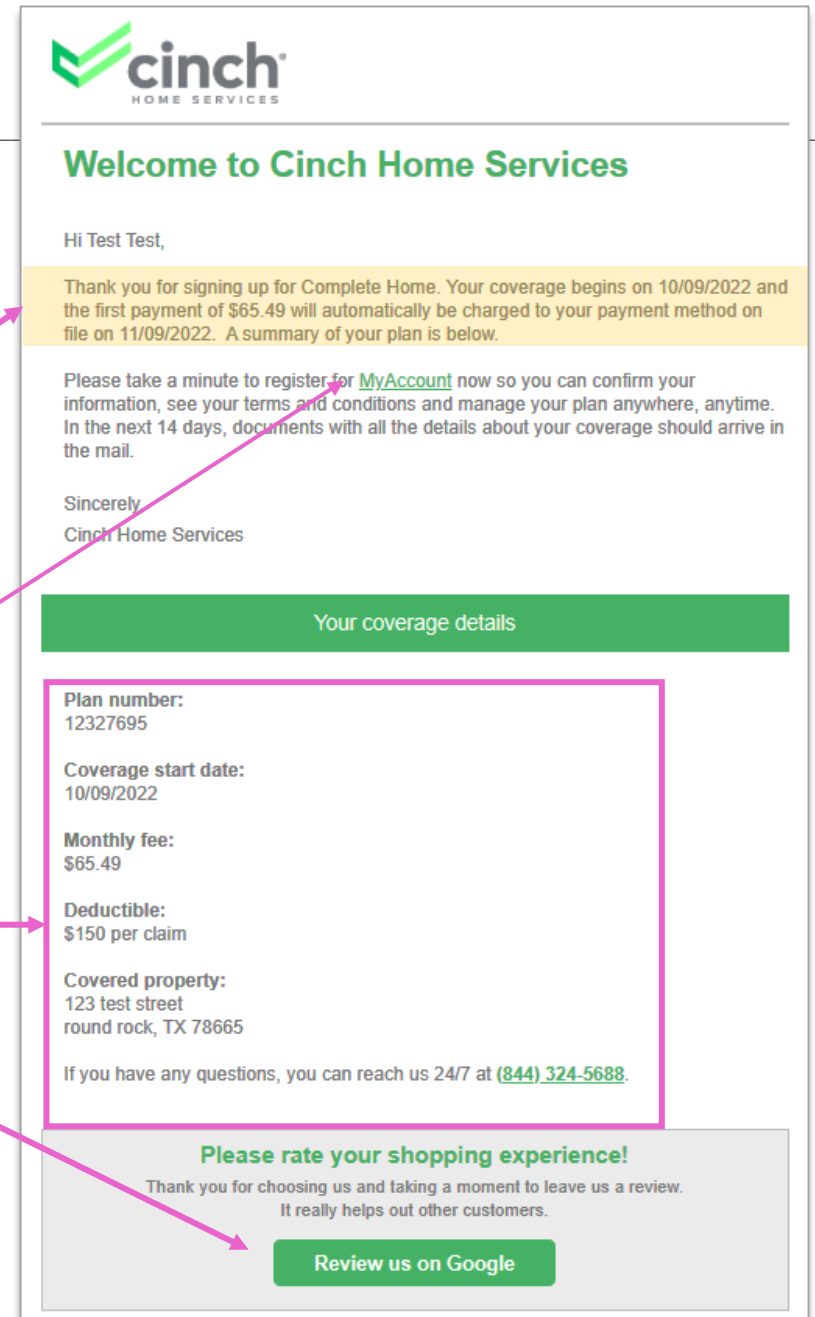 cinch®
HOME SERVICES
Welcome to Cinch Home Services
Hi Test Test,
Thank you for signing up for Complete Home. Your coverage begins on 10/09/2022 and
the first payment of $65.49 will automatically be charged to your payment method on
file on 11/09/2022.  A summary of your plan is below.
Please take a minute to register for MyAccount now so you can confirm your
information, see your terms and conditions and manage your plan anywhere, anytime.
In the next 14 days, documents with all the details about your coverage should arrive in
the mail.
Sincerely
Cinch Home Services
Your coverage details
Plan number:
12327695
Coverage start date:
10/09/2022
Monthly fee:
$65.49
Deductible:
$150 per claim
Covered property:
123 test street
round rock, TX 78665
If you have any questions, you can reach us 24/7 at (844) 324-5688.
Please rate your shopping experience!
Thank you for choosing us and taking a moment to leave us a review.
It really helps out other customers.
Review us on Google